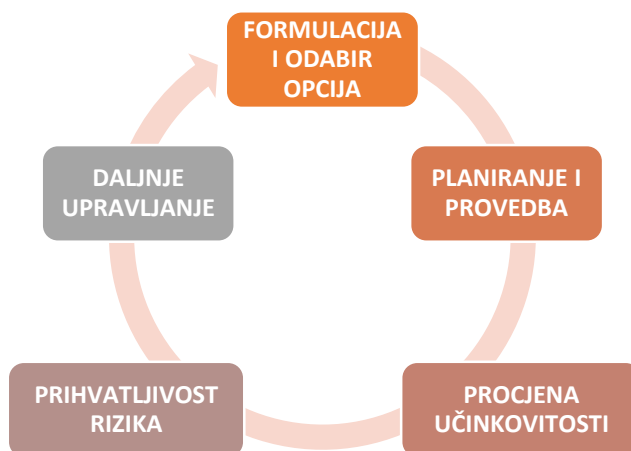 FORMULACIJA
I ODABIR
OPCIJA
PLANIRANJE I
PROVEDBA
PROCJENA
UČINKOVITOSTI
PRIHVATLJIVOST
RIZIKA
DALJNJE
UPRAVLJANJE